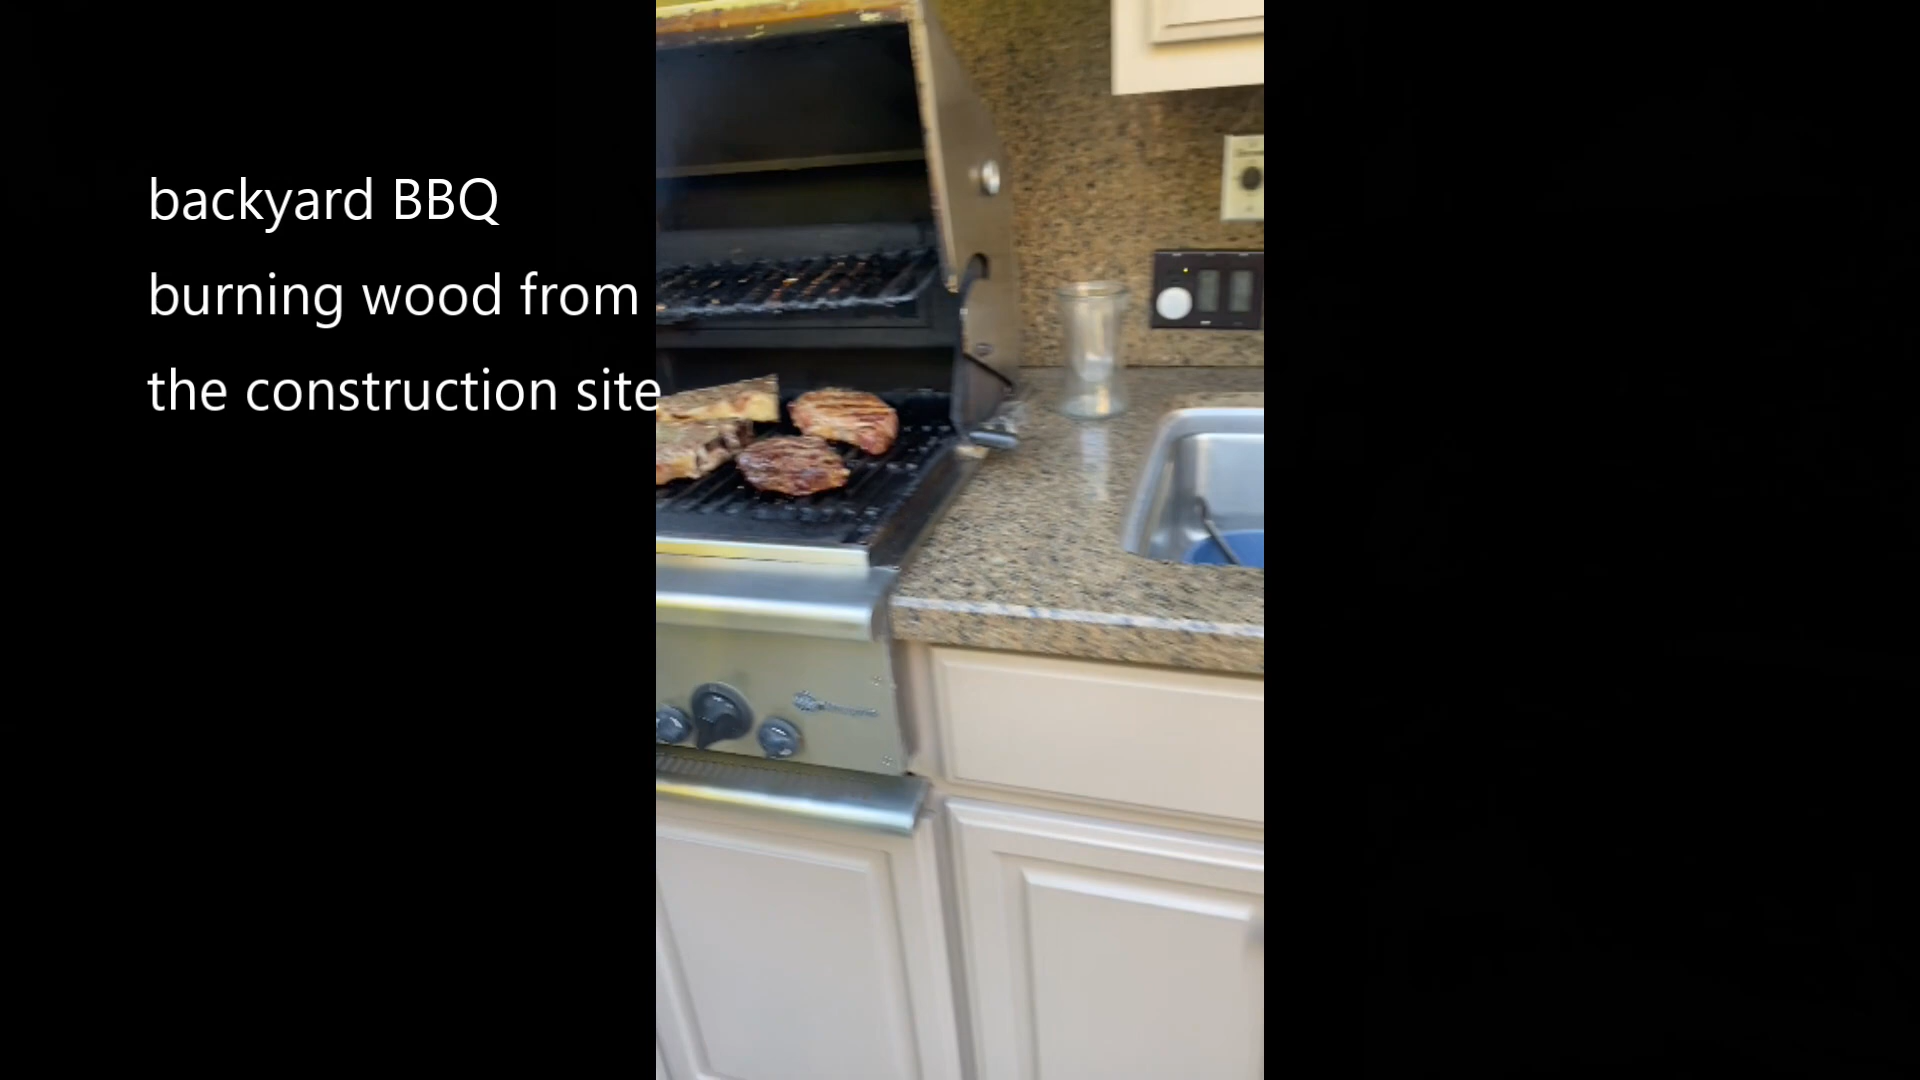 backyard BBQ
burning wood from
the construction site